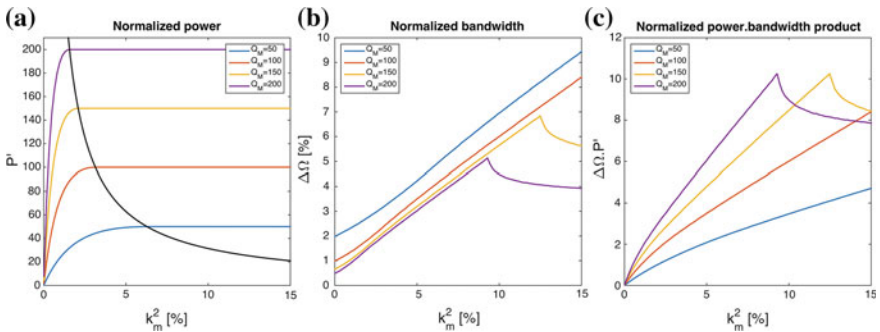 (a)
Normalized power
200
180
160
140
120
100
80
60
40
20
0
P'
0
5
10
15
k_m^2 [%]
Q_M=50
Q_M=100
Q_M=150
Q_M=200
(b)
Normalized bandwidth
10
9
8
7
6
5
4
3
2
1
0
ΔΩ [%]
0
5
10
15
k_m^2 [%]
Q_M=50
Q_M=100
Q_M=150
Q_M=200
(c)
Normalized power.bandwidth product
12
10
8
6
4
2
0
ΔΩ.P'
0
5
10
15
k_m^2 [%]
Q_M=50
Q_M=100
Q_M=150
Q_M=200